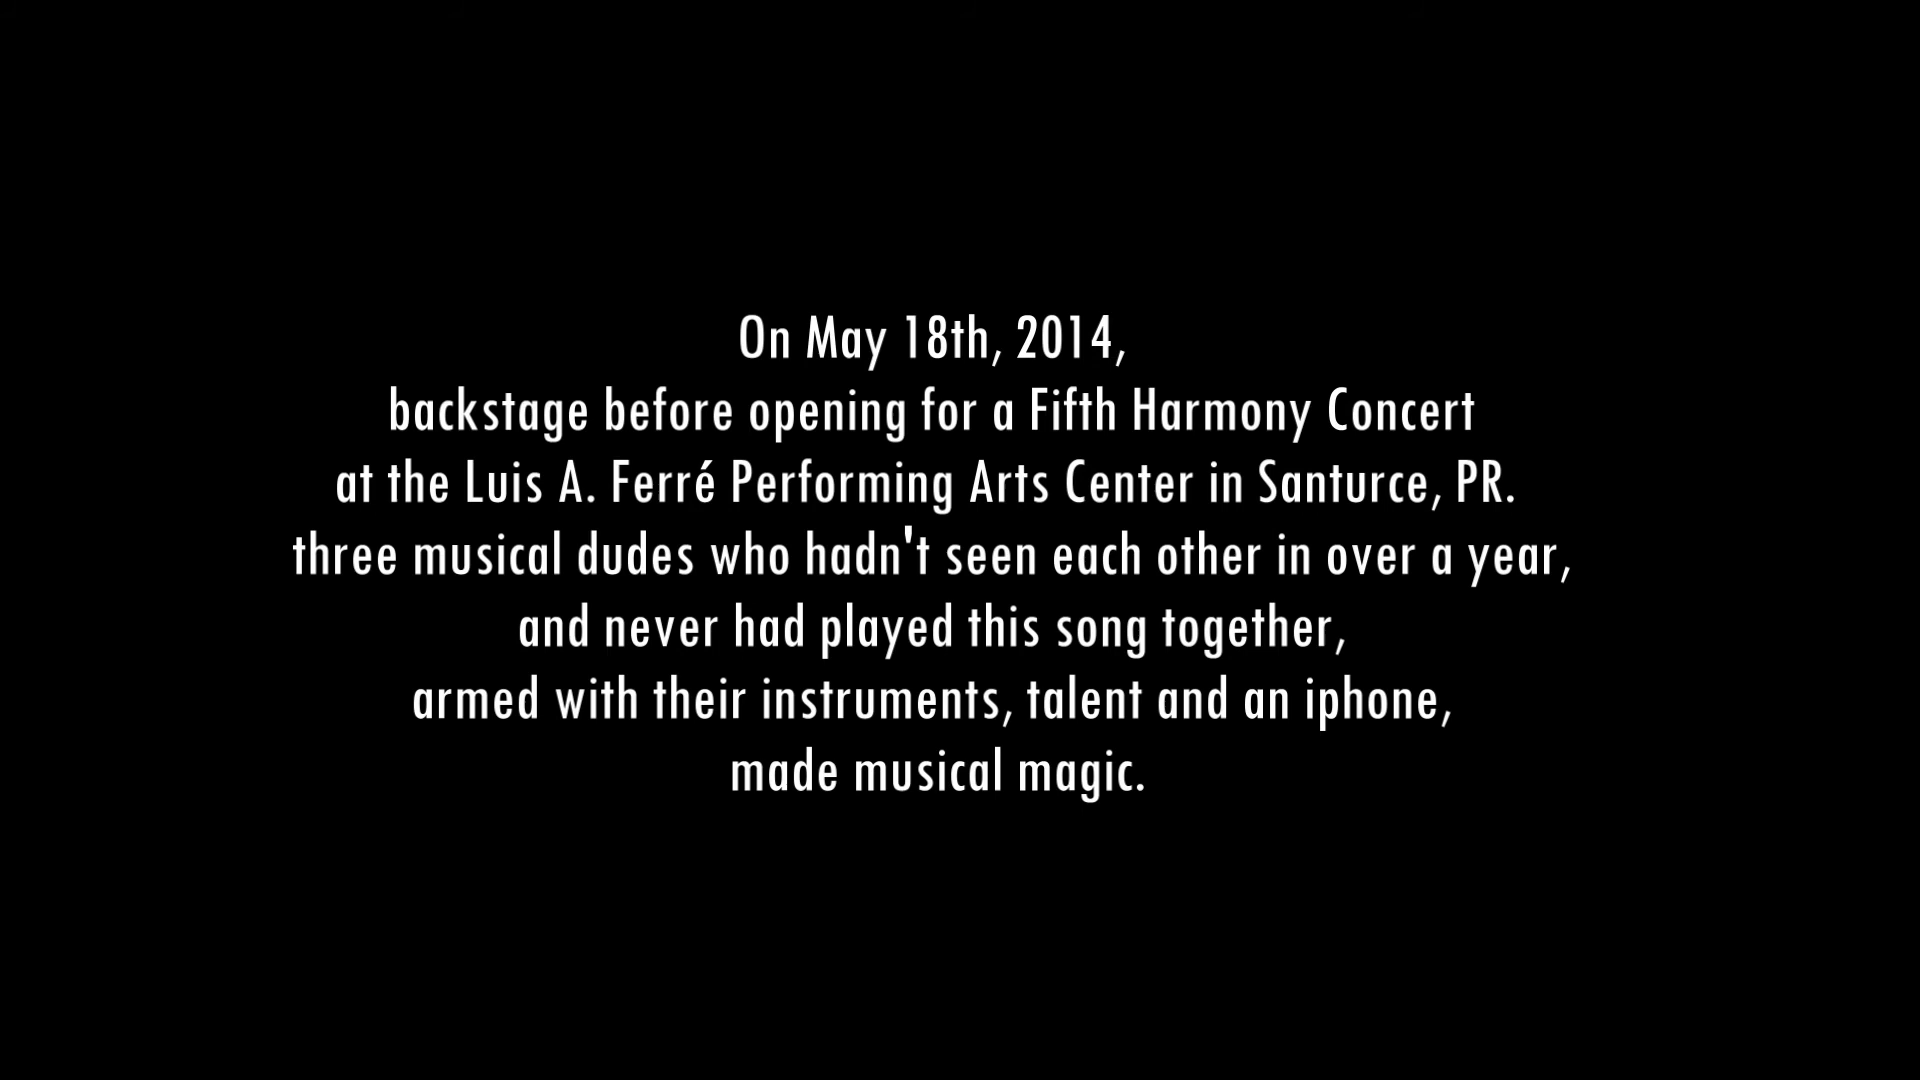 On May 18th, 2014,
backstage before opening for a Fifth Harmony Concert
at the Luis A. Ferré Performing Arts Center in Santurce, PR.
three musical dudes who hadn't seen each other in over a year,
and never had played this song together,
armed with their instruments, talent and an iphone,
made musical magic.